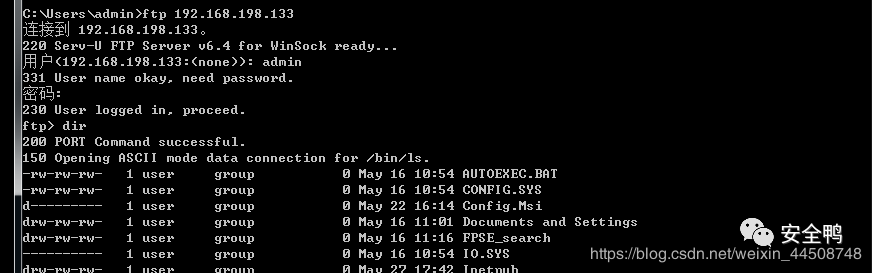 C:\Users\admin>ftp 192.168.198.133
连接到 192.168.198.133。
220 Serv-U FTP Server v6.4 for WinSock ready...
用户(192.168.198.133:(none)): admin
331 User name okay, need password.
密码:
230 User logged in, proceed.
ftp> dir
200 PORT Command successful.
150 Opening ASCII mode data connection for /bin/ls.
-rw-rw-rw-   1 user     group           0 May 16 10:54 AUTOEXEC.BAT
-rw-rw-rw-   1 user     group           0 May 16 10:54 CONFIG.SYS
d---------   1 user     group           0 May 22 16:14 Config.Msi
drw-rw-rw-   1 user     group           0 May 16 11:01 Documents and Settings
drw-rw-rw-   1 user     group           0 May 16 11:16 FPSE_search
----------   1 user     group           0 May 16 10:54 IO.SYS
drw-rw-rw-   1 user     group           0 May 27 17:42 Inetpub
安全鸭
https://blog.csdn.net/weixin_44508748